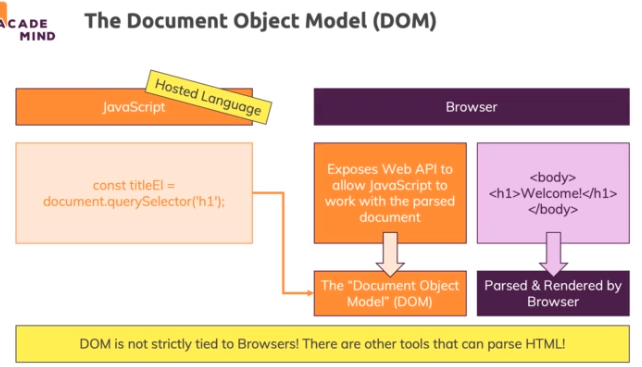 ACADE
MIND
The Document Object Model (DOM)
Hosted Language
JavaScript
Browser
const titleEl =
document.querySelector('h1');
Exposes Web API to
allow JavaScript to
work with the parsed
document
<body>
<h1>Welcome!</h1>
</body>
The "Document Object
Model" (DOM)
Parsed & Rendered by
Browser
DOM is not strictly tied to Browsers! There are other tools that can parse HTML!